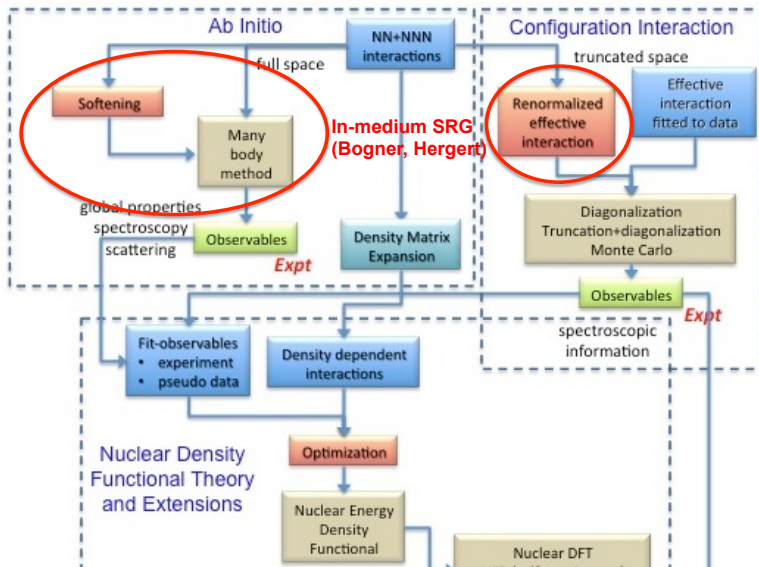 Ab Initio
NN+NNN
interactions
full space
Softening
Many
body
method
In-medium SRG
(Bogner, Hergert)
global properties
spectroscopy
scattering
Observables
Expt
Density Matrix
Expansion
Configuration Interaction
truncated space
Renormalized
effective
interaction
Effective
interaction
fitted to data
Diagonalization
Truncation+diagonalization
Monte Carlo
Observables
Expt
spectroscopic
information
Fit-observables
• experiment
• pseudo data
Density dependent
interactions
Optimization
Nuclear Density
Functional Theory
and Extensions
Nuclear Energy
Density
Functional
Nuclear DFT